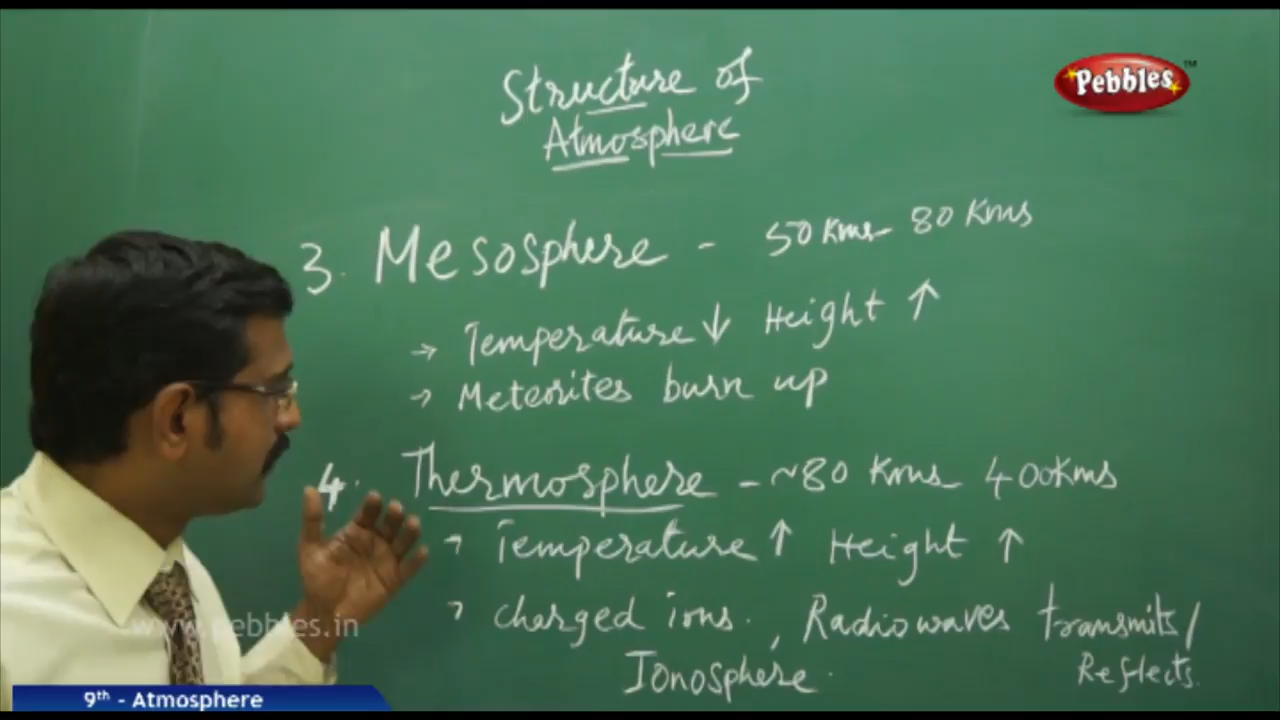 Structure of
Atmosphere
Pebbles™
3. Mesosphere - 50 Kms - 80 Kms
→ Temperature ↓ Height ↑
→ Meteorites burn up
4. Thermosphere - ~80 Kms - 400Kms
→ Temperature ↑ Height ↑
→ Charged ions. , Radiowaves transmits/
Ionosphere. Reflects.
www.pebbles.in
9th - Atmosphere